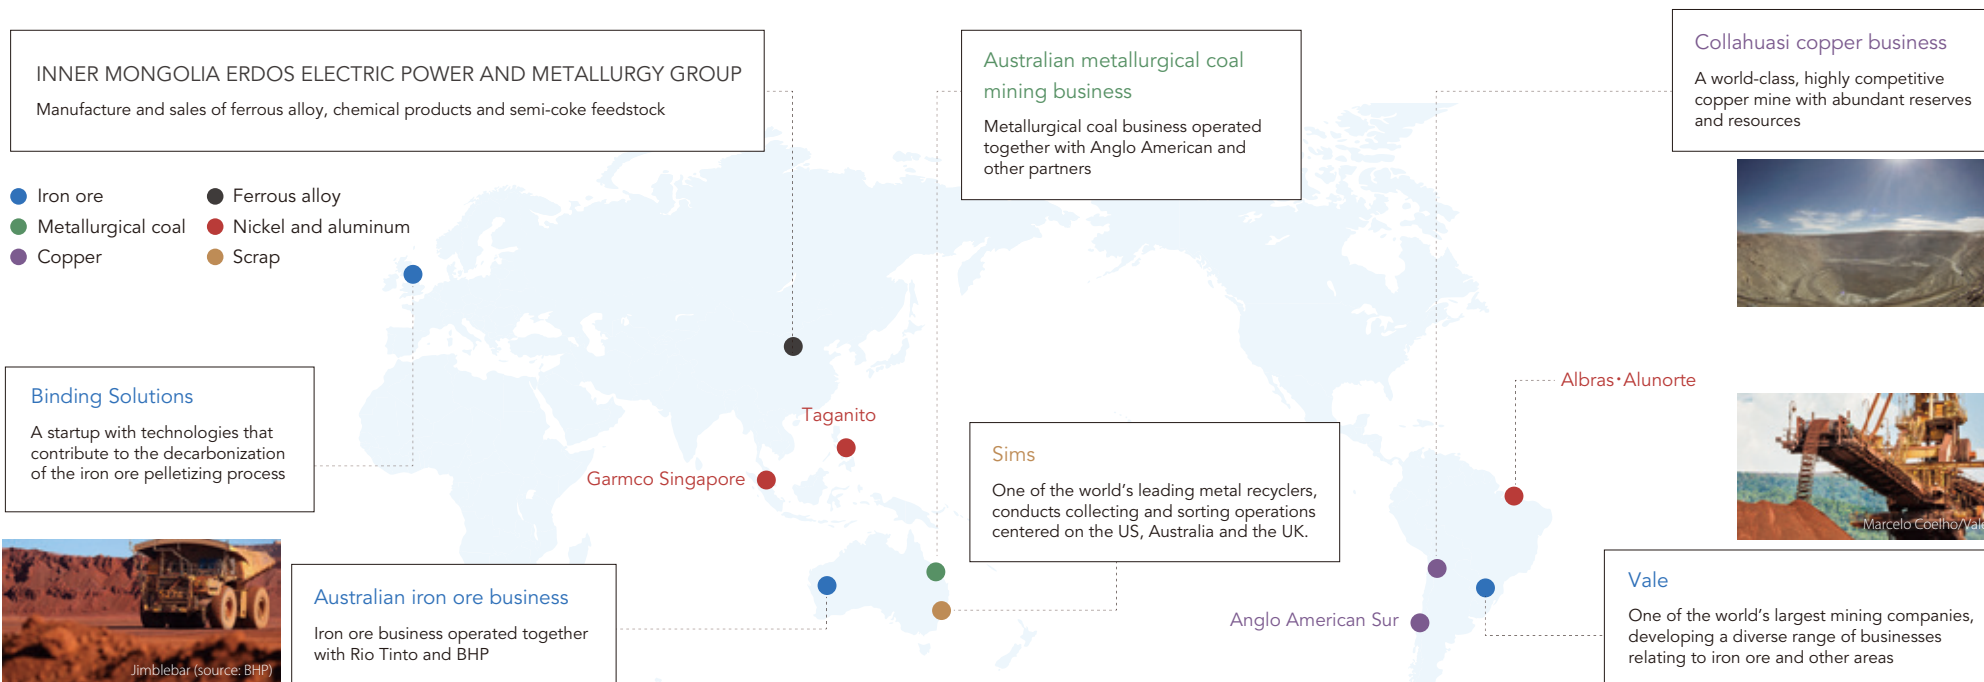 INNER MONGOLIA ERDOS ELECTRIC POWER AND METALLURGY GROUP
Manufacture and sales of ferrous alloy, chemical products and semi-coke feedstock
Australian metallurgical coal
mining business
Metallurgical coal business operated
together with Anglo American and
other partners
Collahuasi copper business
A world-class, highly competitive
copper mine with abundant reserves
and resources
Iron ore
Metallurgical coal
Copper
Ferrous alloy
Nickel and aluminum
Scrap
Binding Solutions
A startup with technologies that
contribute to the decarbonization
of the iron ore pelletizing process
Taganito
Garmco Singapore
Albras・Alunorte
Sims
One of the world's leading metal recyclers,
conducts collecting and sorting operations
centered on the US, Australia and the UK.
Marcelo Coelho/Vale
Jimblebar (source: BHP)
Australian iron ore business
Iron ore business operated together
with Rio Tinto and BHP
Anglo American Sur
Vale
One of the world's largest mining companies,
developing a diverse range of businesses
relating to iron ore and other areas